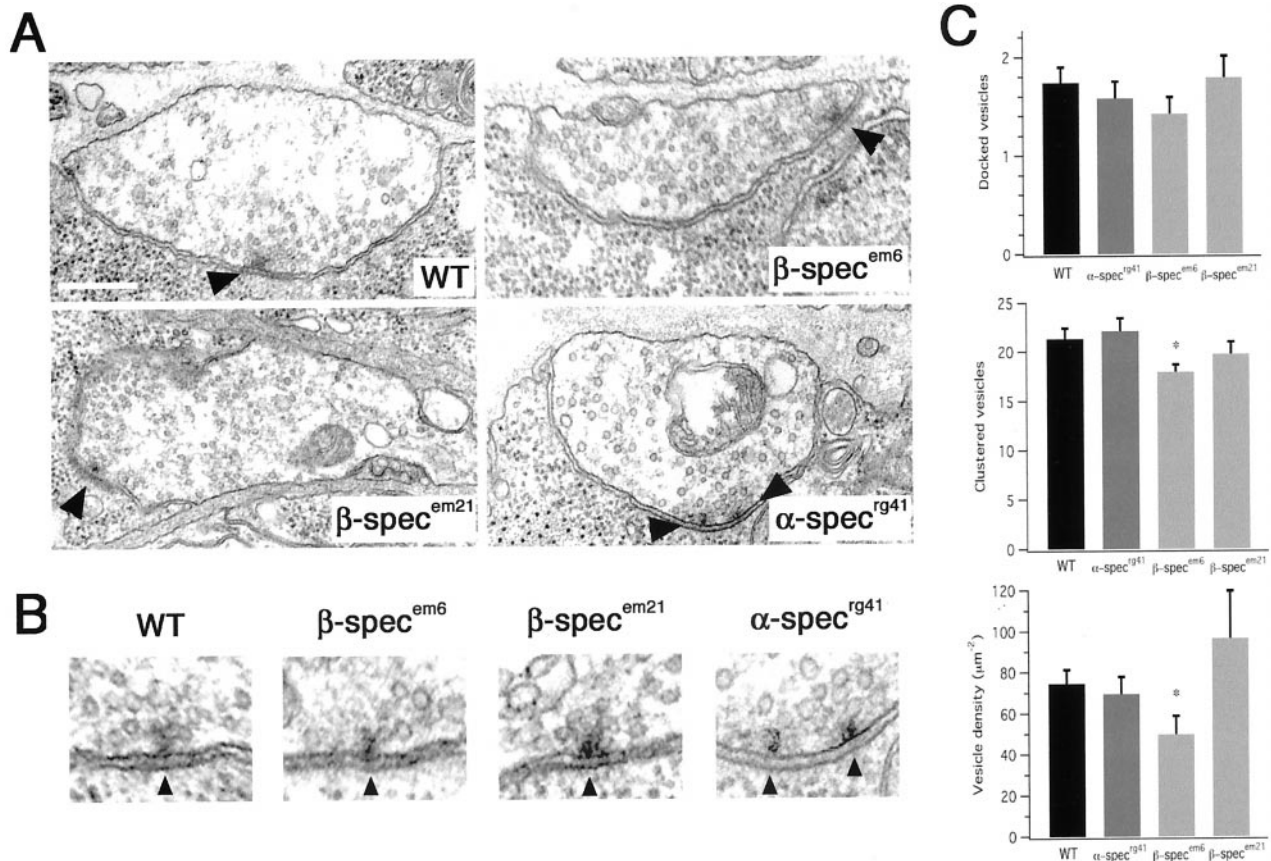 A
WT
β-spec^em6
β-spec^em21
α-spec^rg41
B
WT
β-spec^em6
β-spec^em21
α-spec^rg41
C
Docked vesicles
2
1
0
WT
α-spec^rg41
β-spec^em6
β-spec^em21
Clustered vesicles
25
20
15
10
5
0
*
WT
α-spec^rg41
β-spec^em6
β-spec^em21
Vesicle density (μm⁻²)
120
100
80
60
40
20
0
*
WT
α-spec^rg41
β-spec^em6
β-spec^em21